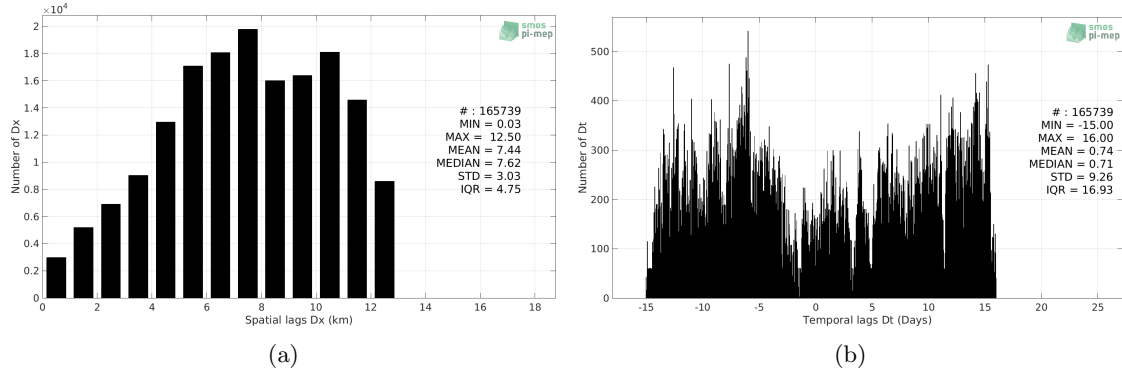 ×10⁴
2
1.8
1.6
1.4
1.2
1
0.8
0.6
0.4
0.2
0
Number of Dx
smos
pi-mep
# : 165739
MIN = 0.03
MAX = 12.50
MEAN = 7.44
MEDIAN = 7.62
STD = 3.03
IQR = 4.75
0 2 4 6 8 10 12 14 16 18
Spatial lags Dx (km)
(a)
500
400
300
200
100
0
Number of Dt
smos
pi-mep
# : 165739
MIN = -15.00
MAX = 16.00
MEAN = 0.74
MEDIAN = 0.71
STD = 9.26
IQR = 16.93
-15 -10 -5 0 5 10 15 20 25
Temporal lags Dt (Days)
(b)